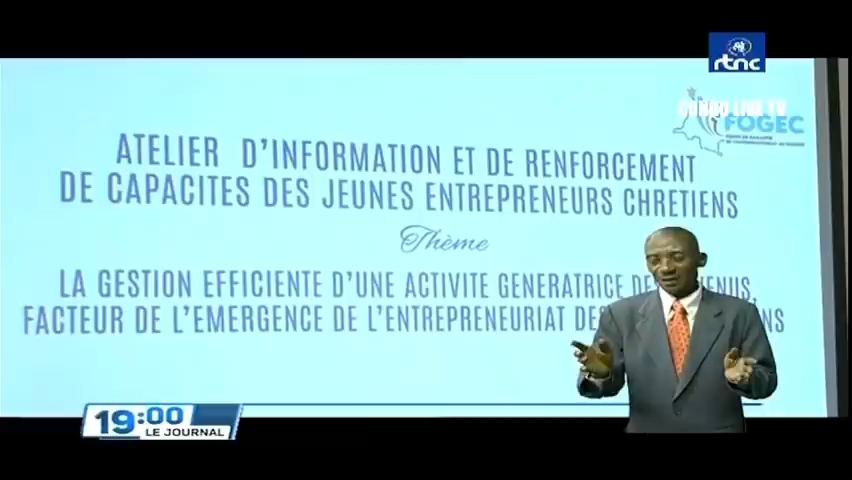 rtnc
CONGO LIVE TV
FOGEC
ATELIER D'INFORMATION ET DE RENFORCEMENT
DE CAPACITES DES JEUNES ENTREPRENEURS CHRETIENS
Thème
LA GESTION EFFICIENTE D'UNE ACTIVITE GENERATRICE DE
FACTEUR DE L'EMERGENCE DE L'ENTREPRENEURIAT
19:00
LE JOURNAL